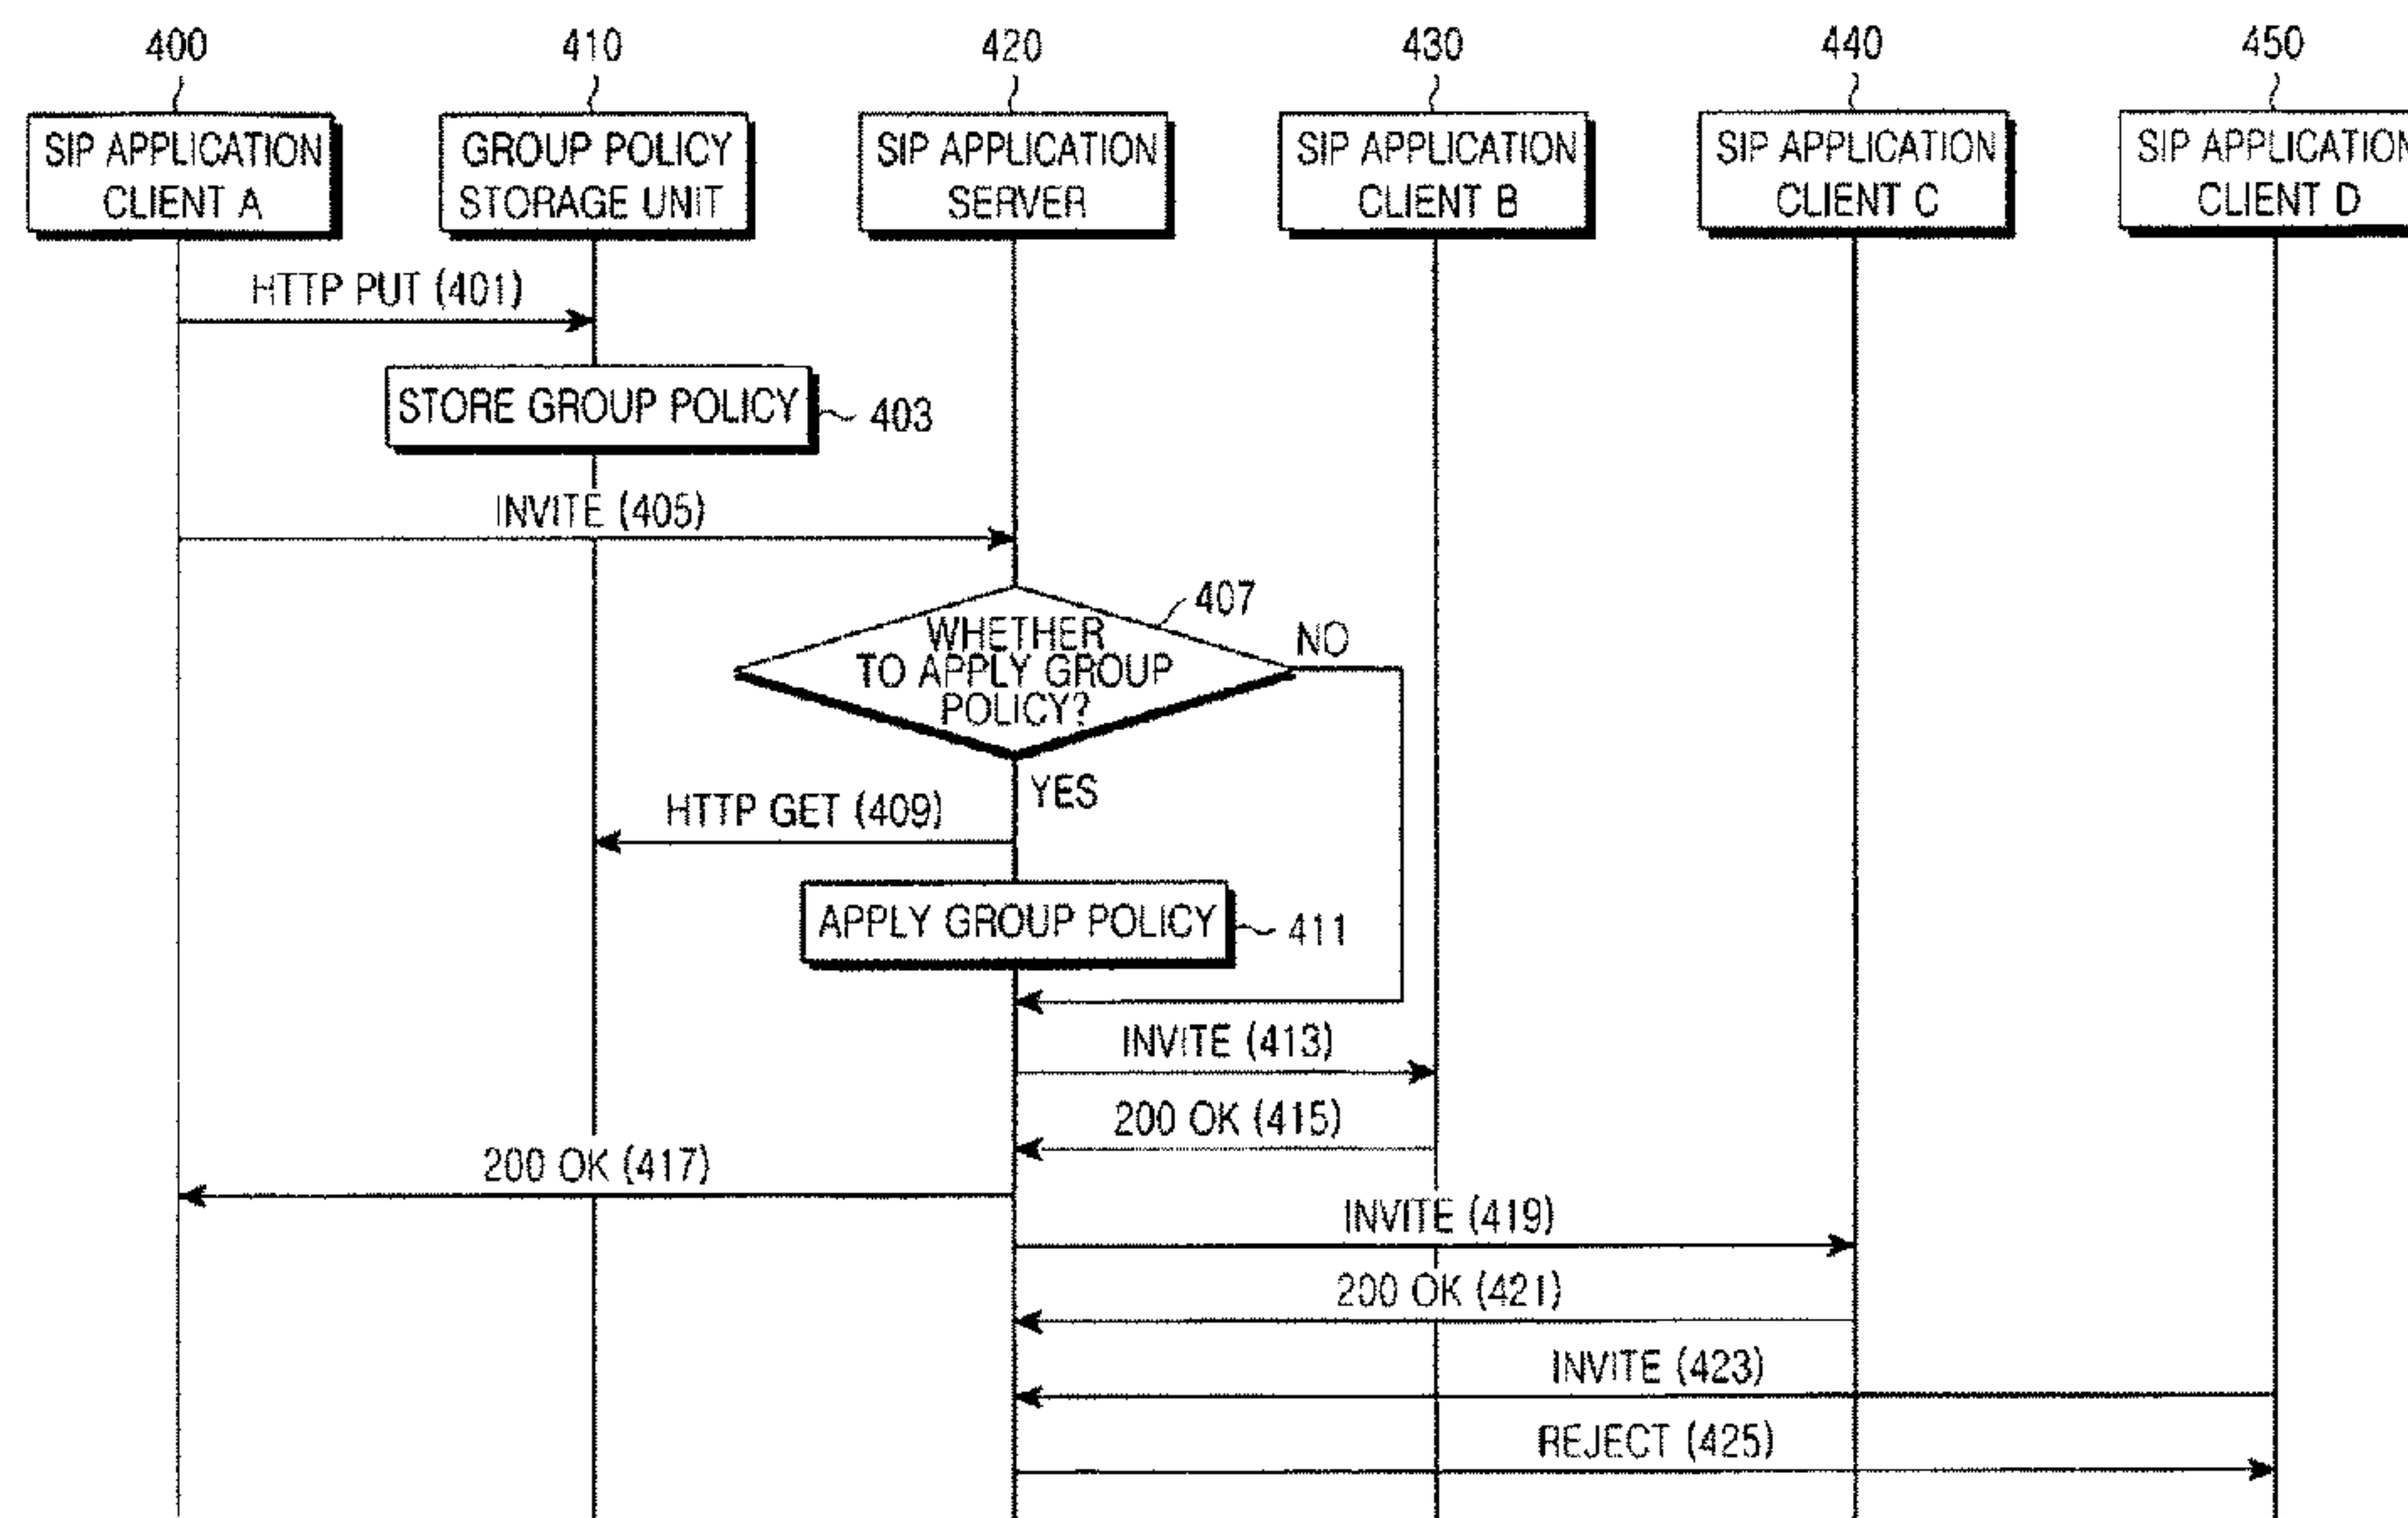 400
410
420
430
440
450
SIP APPLICATION
CLIENT A
GROUP POLICY
STORAGE UNIT
SIP APPLICATION
SERVER
SIP APPLICATION
CLIENT B
SIP APPLICATION
CLIENT C
SIP APPLICATION
CLIENT D
HTTP PUT (401)
STORE GROUP POLICY
403
INVITE (405)
407
WHETHER
TO APPLY GROUP
POLICY?
NO
YES
HTTP GET (409)
APPLY GROUP POLICY
411
INVITE (413)
200 OK (415)
200 OK (417)
INVITE (419)
200 OK (421)
INVITE (423)
REJECT (425)